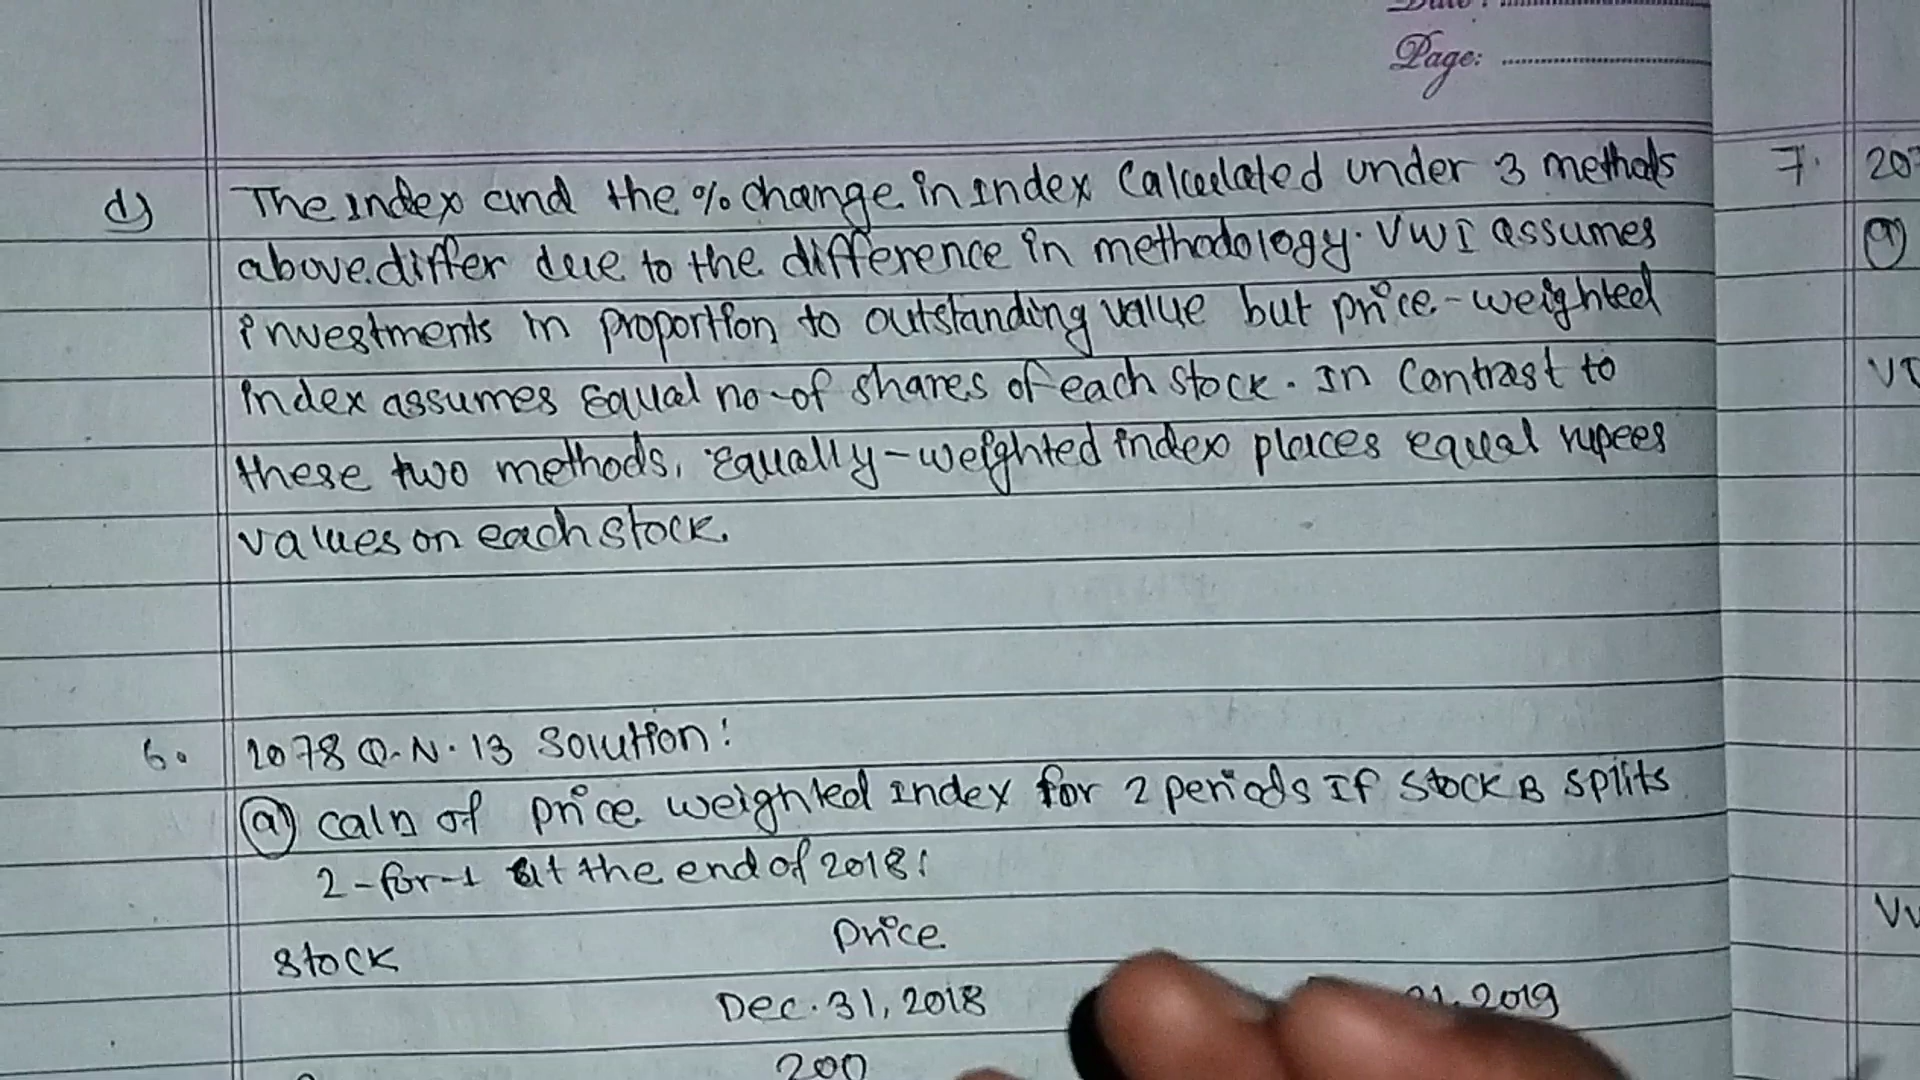 Page:
d) The Index and the % change in Index Calculated under 3 methods
above differ due to the difference in methodology. VWI assumes
investments in proportion to outstanding value but price-weighted
index assumes equal no. of shares of each stock. In Contrast to
these two methods, equally-weighted index places equal rupees
values on each stock.
6. 2078 Q.N. 13 Solution:
(a) caln of price weighted Index for 2 periods If Stock B splits
2-for-1 at the end of 2018:
Stock Price
Dec. 31, 2018 31, 2019
200
7. 20
(a)